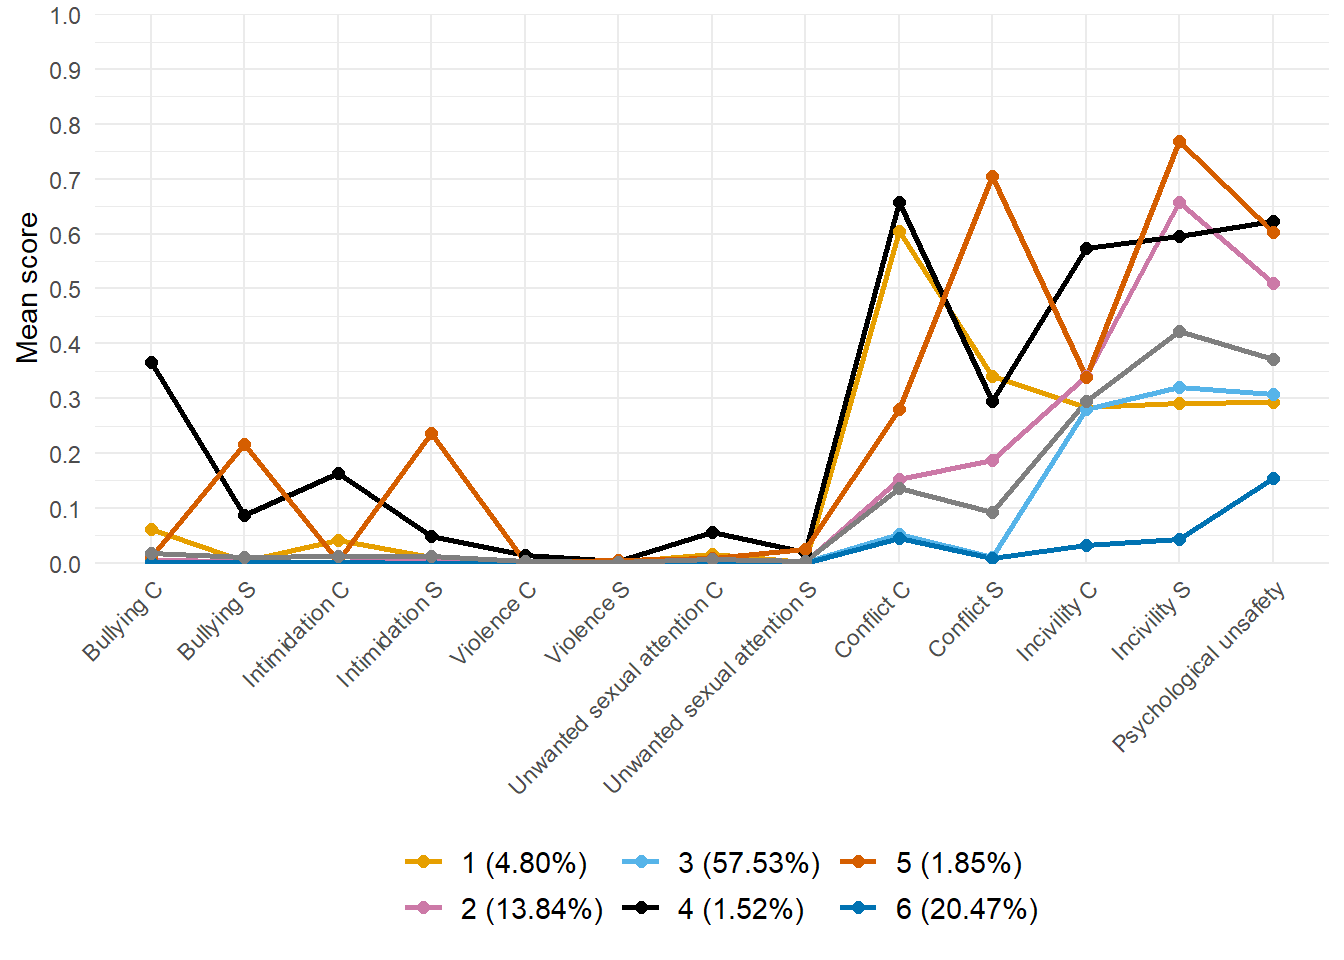 1.0
0.9
0.8
0.7
0.6
0.5
0.4
0.3
0.2
0.1
0.0
Mean score
Bullying C
Bullying S
Intimidation C
Intimidation S
Violence C
Violence S
Unwanted sexual attention C
Unwanted sexual attention S
Conflict C
Conflict S
Incivility C
Incivility S
Psychological unsafety
1 (4.80%) 3 (57.53%) 5 (1.85%)
2 (13.84%) 4 (1.52%) 6 (20.47%)